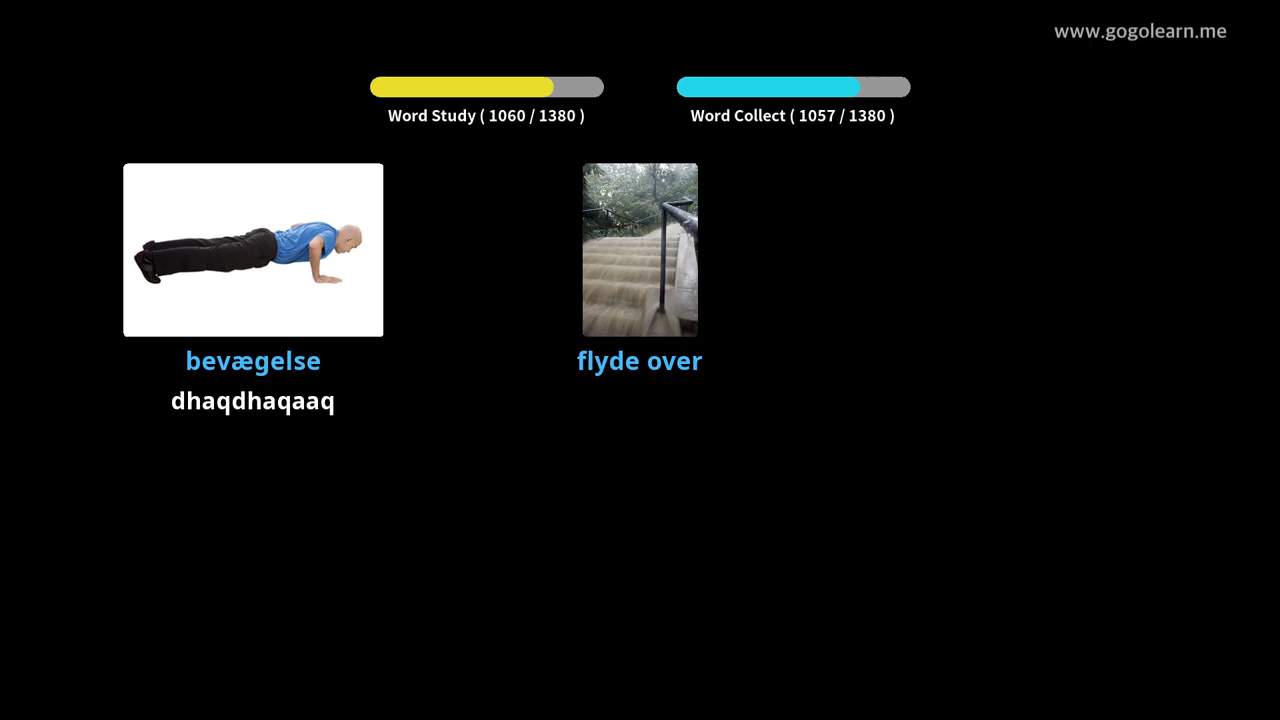 www.gogolearn.me
Word Study ( 1060 / 1380 )
Word Collect ( 1057 / 1380 )
bevægelse
dhaqdhaqaaq
flyde over